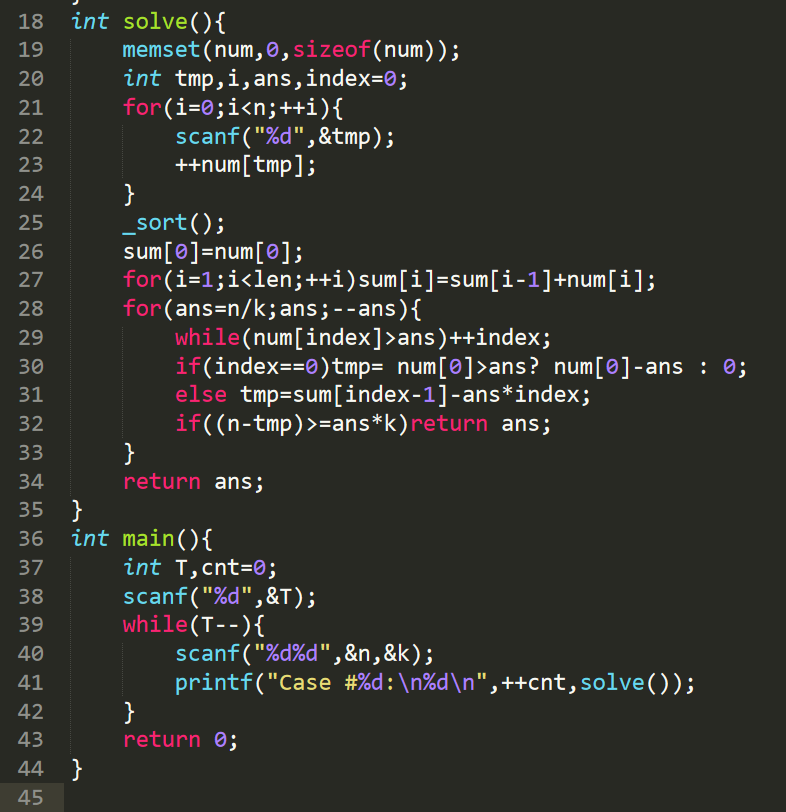 18 int solve(){
19     memset(num,0,sizeof(num));
20     int tmp,i,ans,index=0;
21     for(i=0;i<n;++i){
22         scanf("%d",&tmp);
23         ++num[tmp];
24     }
25     _sort();
26     sum[0]=num[0];
27     for(i=1;i<len;++i)sum[i]=sum[i-1]+num[i];
28     for(ans=n/k;ans;--ans){
29         while(num[index]>ans)++index;
30         if(index==0)tmp= num[0]>ans? num[0]-ans : 0;
31         else tmp=sum[index-1]-ans*index;
32         if((n-tmp)>=ans*k)return ans;
33     }
34     return ans;
35 }
36 int main(){
37     int T,cnt=0;
38     scanf("%d",&T);
39     while(T--){
40         scanf("%d%d",&n,&k);
41         printf("Case #%d:\n%d\n",++cnt,solve());
42     }
43     return 0;
44 }
45